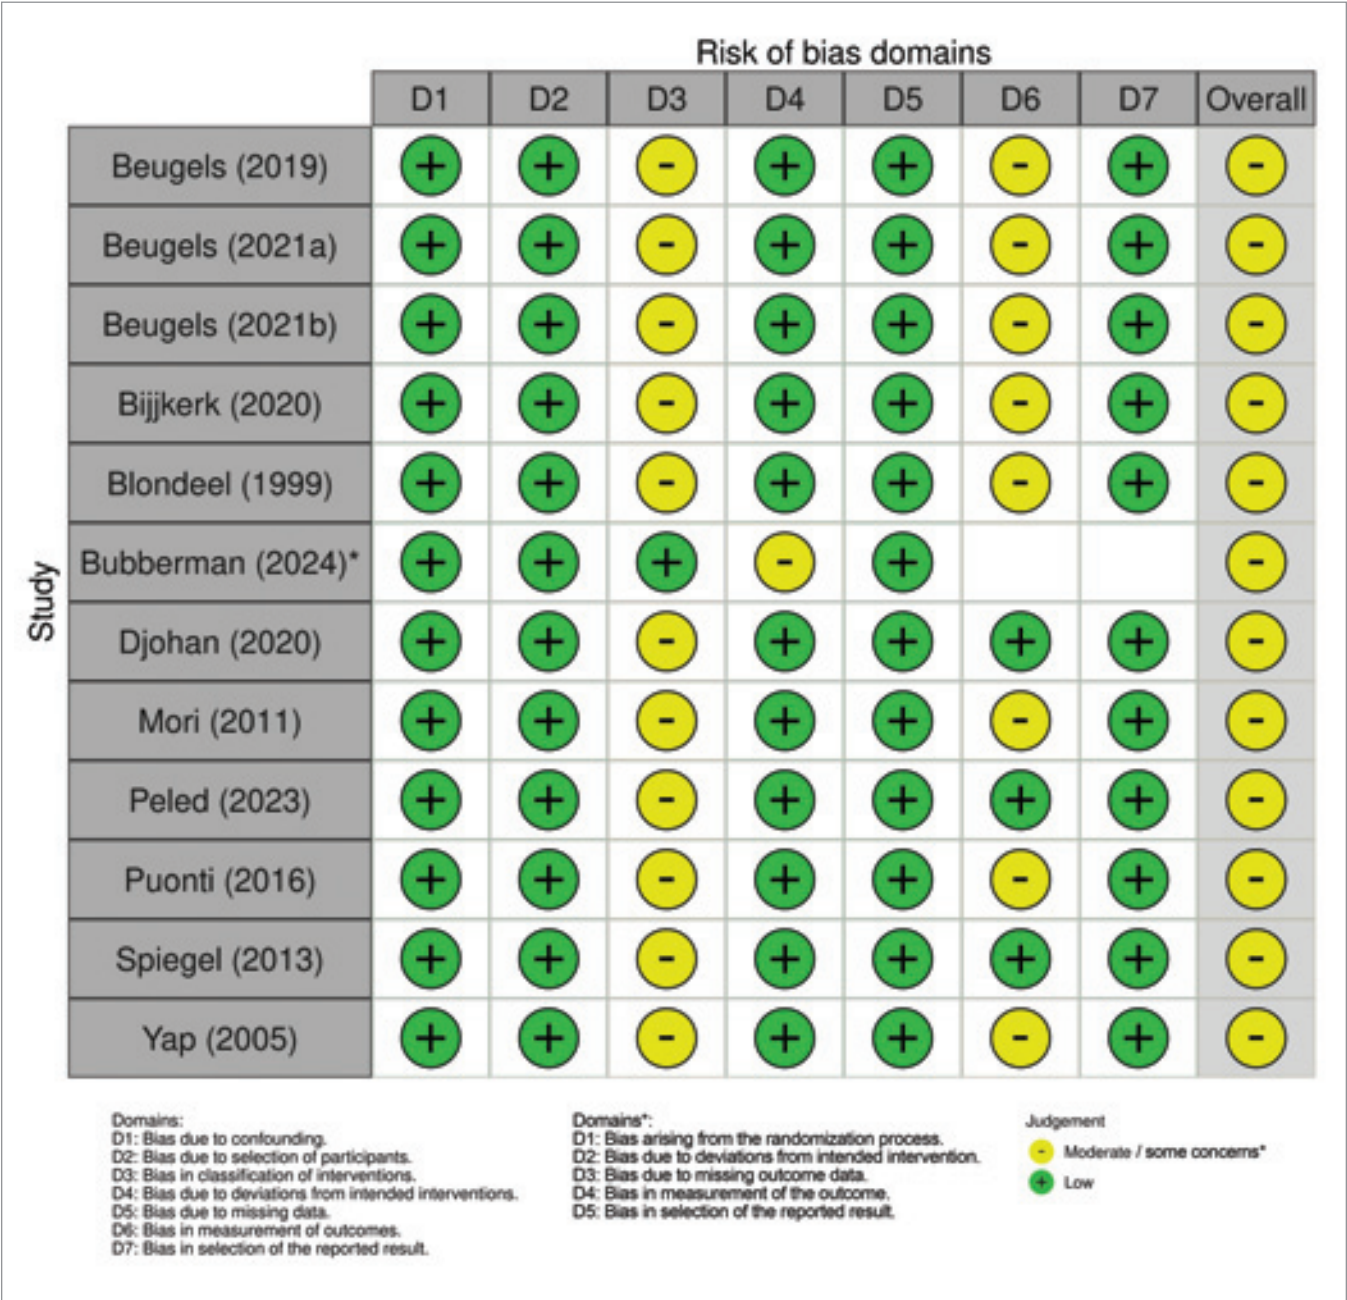 Risk of bias domains
D1 D2 D3 D4 D5 D6 D7 Overall
Study
Beugels (2019) + + - + + - + -
Beugels (2021a) + + - + + - + -
Beugels (2021b) + + - + + - + -
Bijjkerk (2020) + + - + + - + -
Blondeel (1999) + + - + + - + -
Bubberman (2024)* + + + - + -
Djohan (2020) + + - + + + + -
Mori (2011) + + - + + - + -
Peled (2023) + + - + + + + -
Puonti (2016) + + - + + - + -
Spiegel (2013) + + - + + + + -
Yap (2005) + + - + + - + -
Domains:
D1: Bias due to confounding.
D2: Bias due to selection of participants.
D3: Bias in classification of interventions.
D4: Bias due to deviations from intended interventions.
D5: Bias due to missing data.
D6: Bias in measurement of outcomes.
D7: Bias in selection of the reported result.
Domains*:
D1: Bias arising from the randomization process.
D2: Bias due to deviations from intended intervention.
D3: Bias due to missing outcome data.
D4: Bias in measurement of the outcome.
D5: Bias in selection of the reported result.
Judgement
- Moderate / some concerns*
+ Low